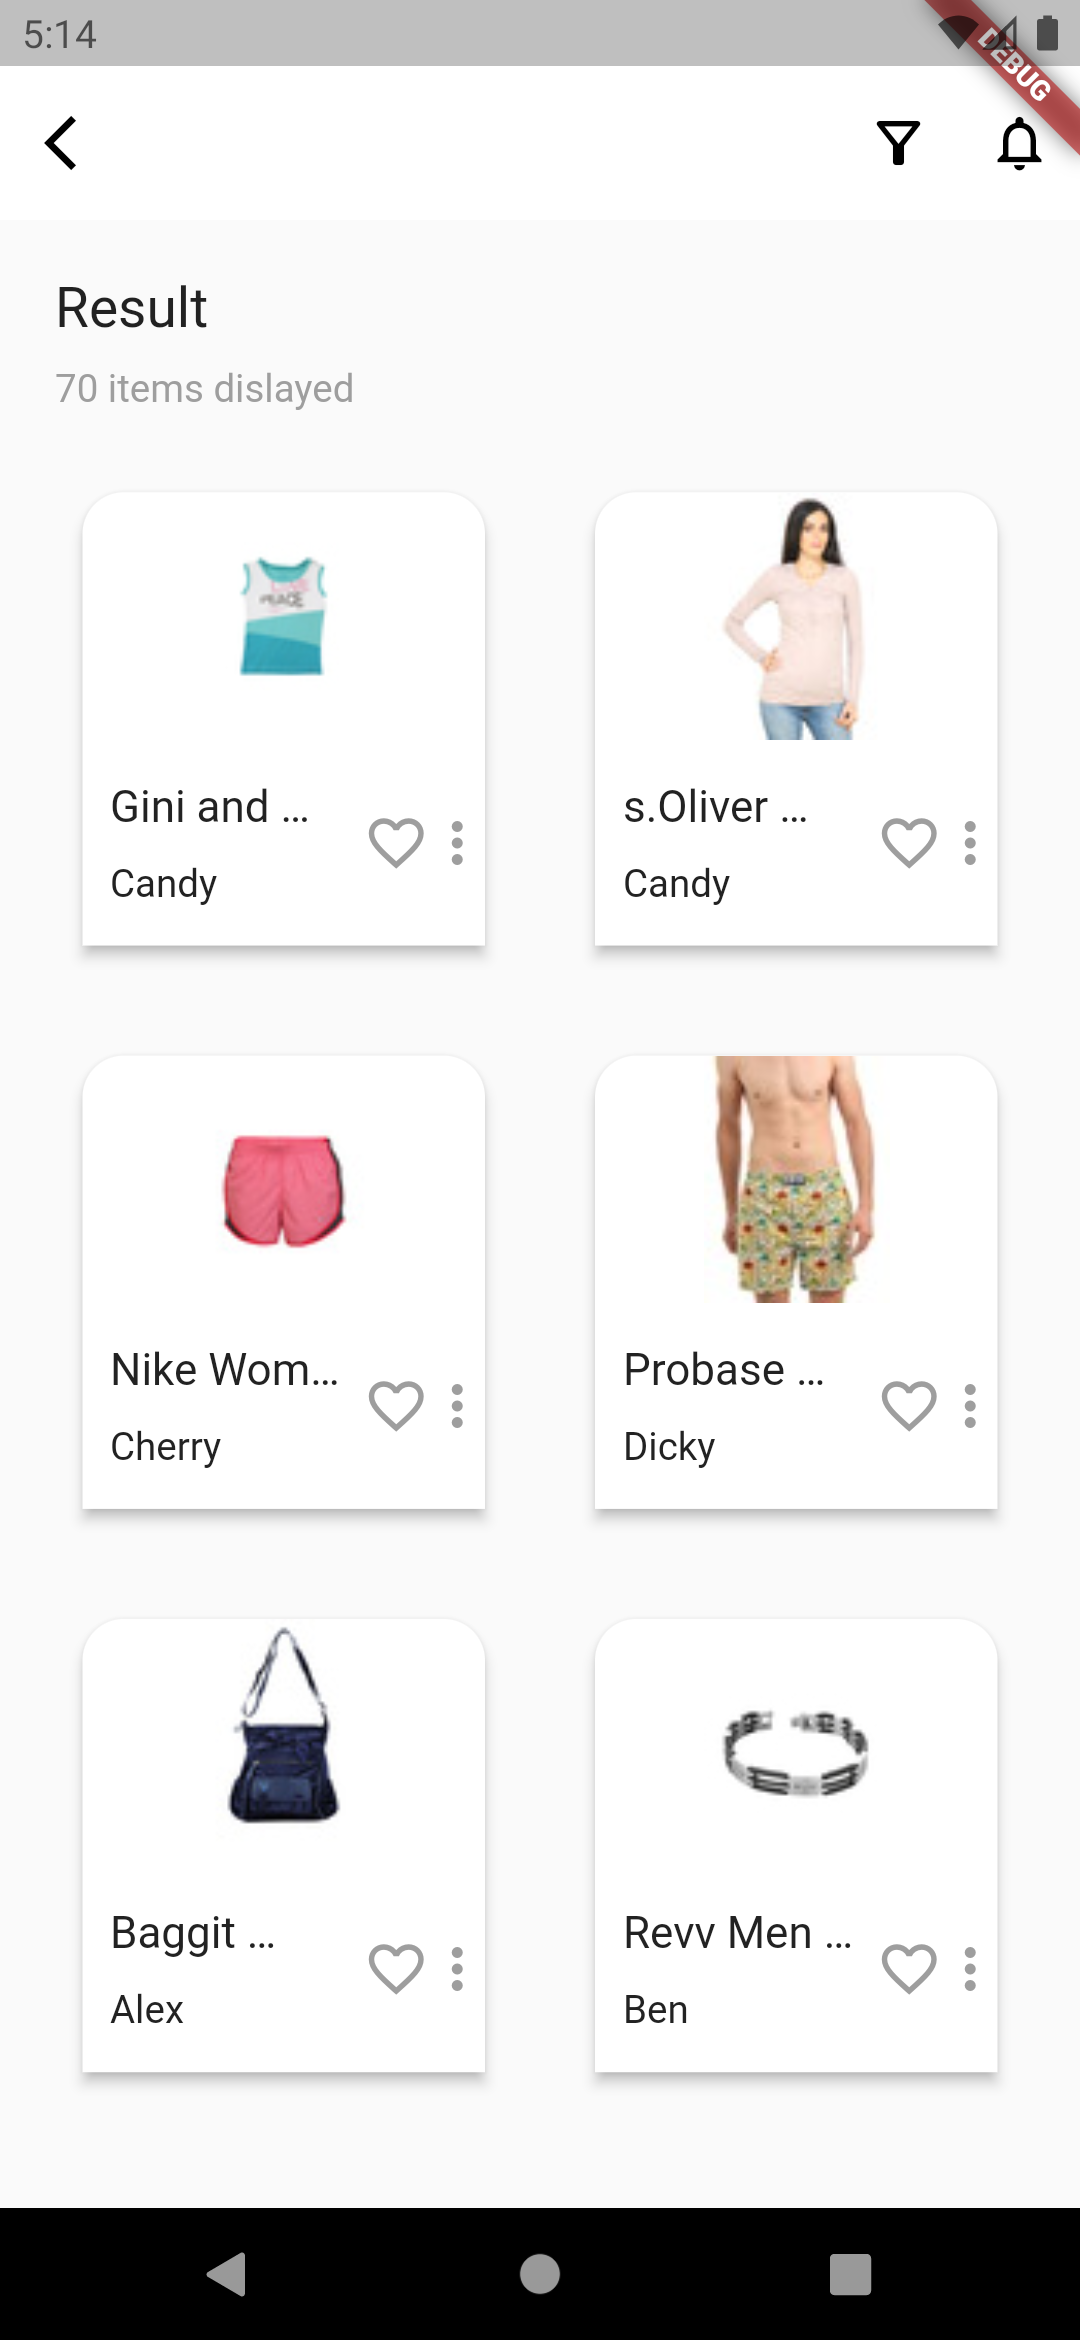 5:14
DEBUG
Result
70 items dislayed
PEACE
Gini and ...
Candy
s.Oliver ...
Candy
Nike Wom...
Cherry
Probase ...
Dicky
Baggit ...
Alex
Revv Men ...
Ben